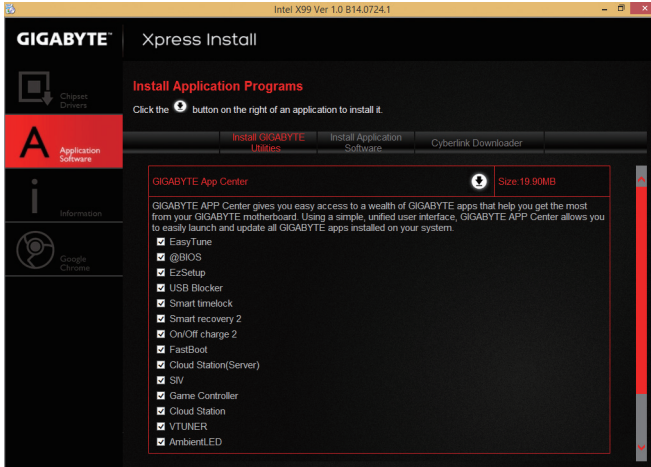 Intel X99 Ver 1.0 B14.0724.1
GIGABYTE™
Xpress Install
Chipset
Drivers
Application
Software
Information
Google
Chrome
Install Application Programs
Click the button on the right of an application to install it.
Install GIGABYTE
Utilities
Install Application
Software
Cyberlink Downloader
GIGABYTE App Center
Size:19.90MB
GIGABYTE APP Center gives you easy access to a wealth of GIGABYTE apps that help you get the most
from your GIGABYTE motherboard. Using a simple, unified user interface, GIGABYTE APP Center allows you
to easily launch and update all GIGABYTE apps installed on your system.
EasyTune
@BIOS
EzSetup
USB Blocker
Smart timelock
Smart recovery 2
On/Off charge 2
FastBoot
Cloud Station(Server)
SIV
Game Controller
Cloud Station
VTUNER
AmbientLED